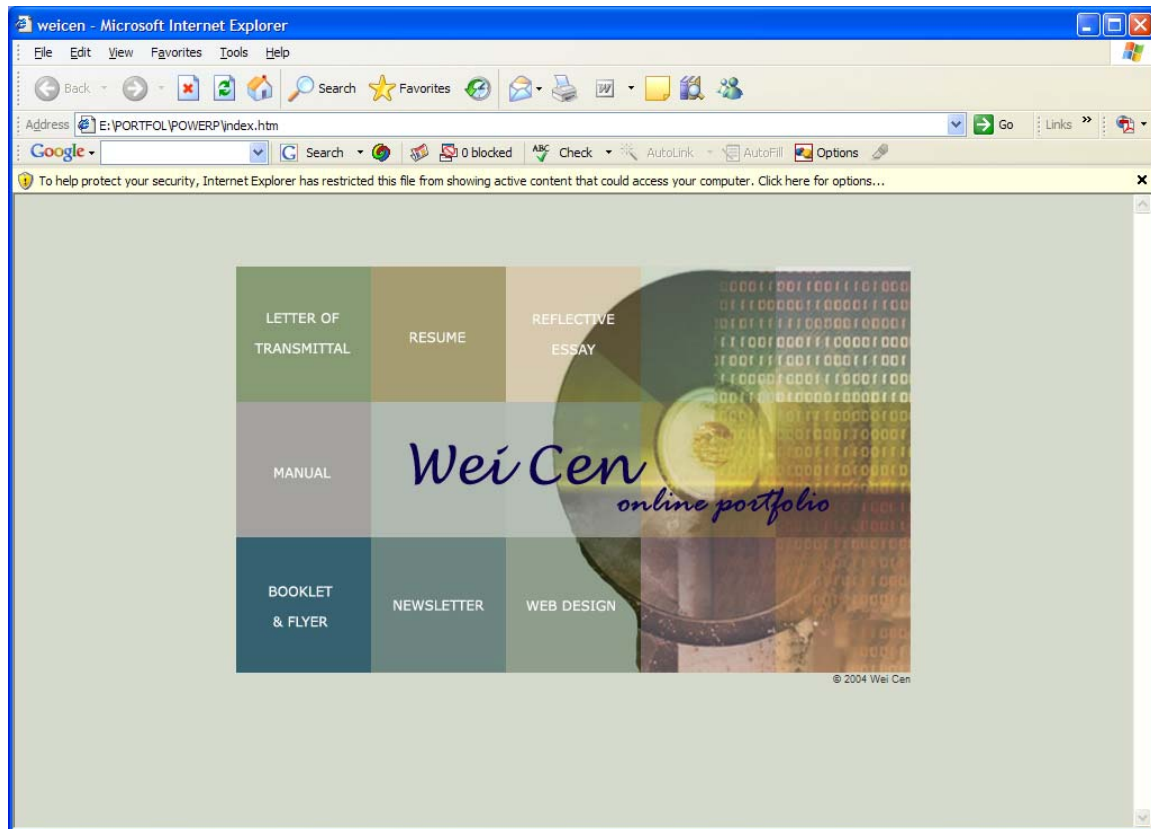 weicen - Microsoft Internet Explorer
File Edit View Favorites Tools Help
Back Search Favorites
Address E:\PORTFOL\POWERP\index.htm Go Links »
Google Search 0 blocked ABC Check AutoLink AutoFill Options
To help protect your security, Internet Explorer has restricted this file from showing active content that could access your computer. Click here for options...
LETTER OF
TRANSMITTAL
RESUME
REFLECTIVE
ESSAY
MANUAL
Wei Cen
online portfolio
BOOKLET
& FLYER
NEWSLETTER
WEB DESIGN
© 2004 Wei Cen